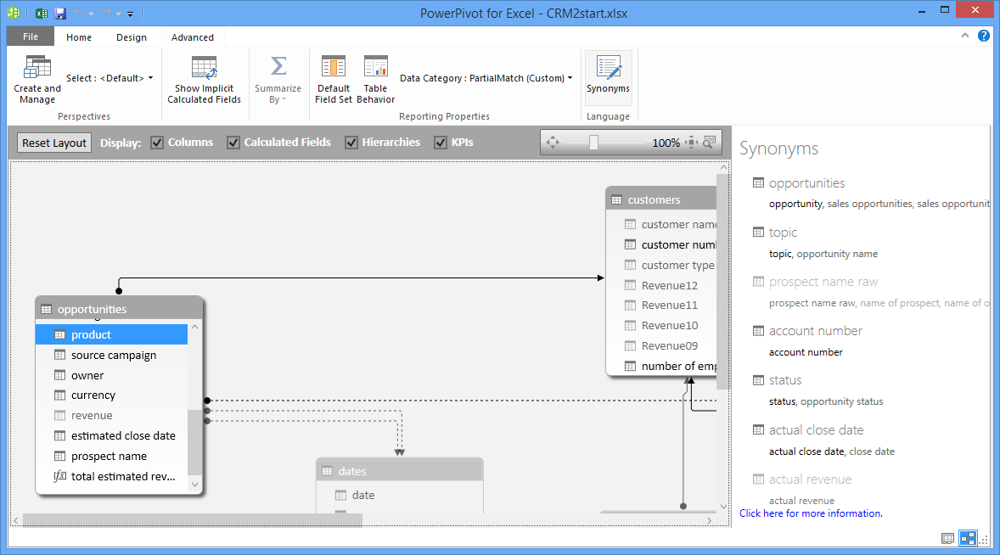 PowerPivot for Excel - CRM2start.xlsx
File Home Design Advanced
Create and Manage
Select : <Default>
Perspectives
Show Implicit Calculated Fields
Summarize By
Default Field Set
Table Behavior
Data Category : PartialMatch (Custom)
Reporting Properties
Synonyms
Language
Reset Layout Display: Columns Calculated Fields Hierarchies KPIs 100%
customers
customer name
customer num
customer type
Revenue12
Revenue11
Revenue10
Revenue09
number of emp
opportunities
product
source campaign
owner
currency
revenue
estimated close date
prospect name
fx total estimated rev...
dates
date
Synonyms
opportunities
opportunity, sales opportunities, sales opportunit
topic
topic, opportunity name
prospect name raw
prospect name raw, name of prospect, name of o
account number
account number
status
status, opportunity status
actual close date
actual close date, close date
actual revenue
actual revenue
Click here for more information.